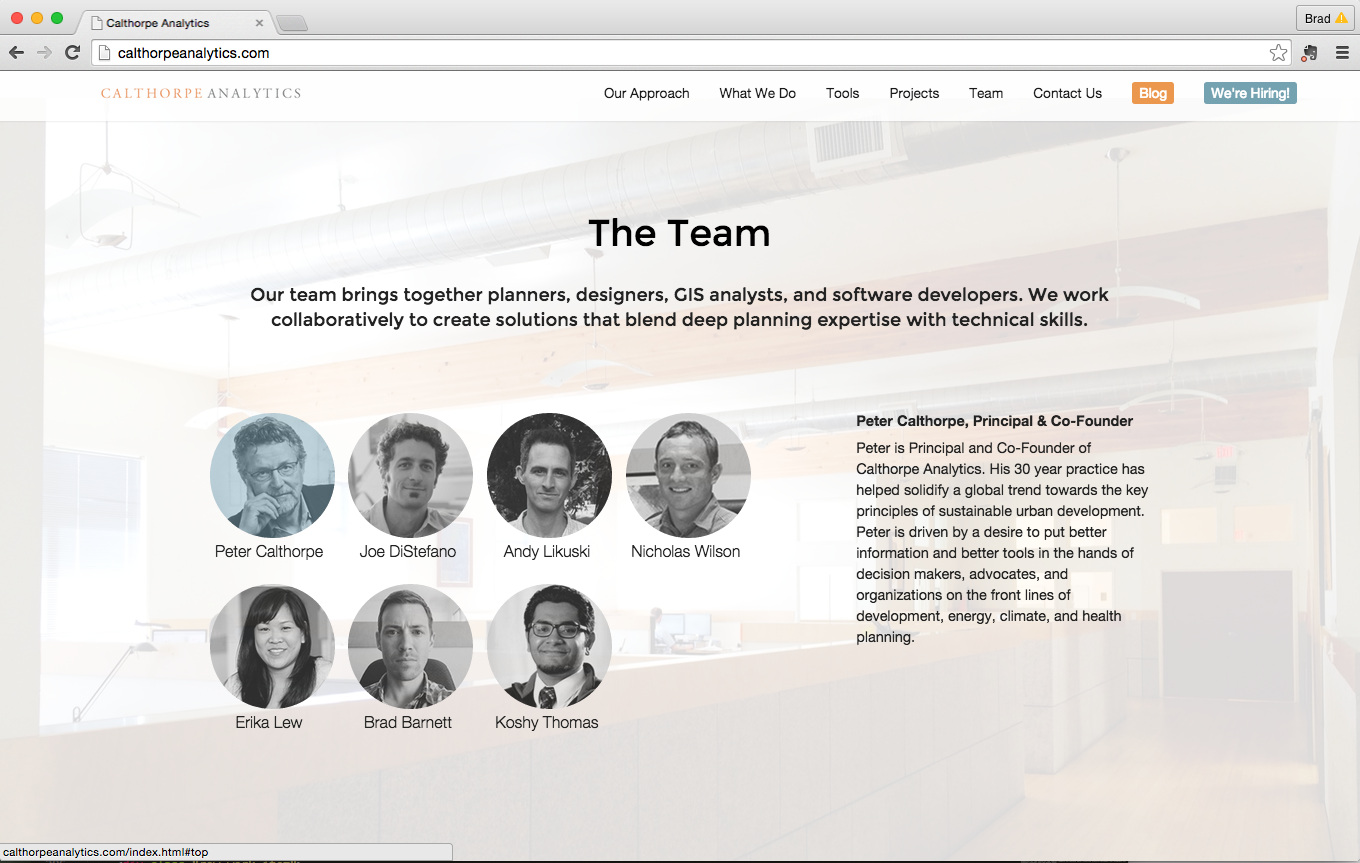 Calthorpe Analytics
Brad
calthorpeanalytics.com
CALTHORPE ANALYTICS
Our Approach
What We Do
Tools
Projects
Team
Contact Us
Blog
We're Hiring!
The Team
Our team brings together planners, designers, GIS analysts, and software developers. We work
collaboratively to create solutions that blend deep planning expertise with technical skills.
Peter Calthorpe
Joe DiStefano
Andy Likuski
Nicholas Wilson
Erika Lew
Brad Barnett
Koshy Thomas
Peter Calthorpe, Principal & Co-Founder
Peter is Principal and Co-Founder of
Calthorpe Analytics. His 30 year practice has
helped solidify a global trend towards the key
principles of sustainable urban development.
Peter is driven by a desire to put better
information and better tools in the hands of
decision makers, advocates, and
organizations on the front lines of
development, energy, climate, and health
planning.
calthorpeanalytics.com/index.html#top